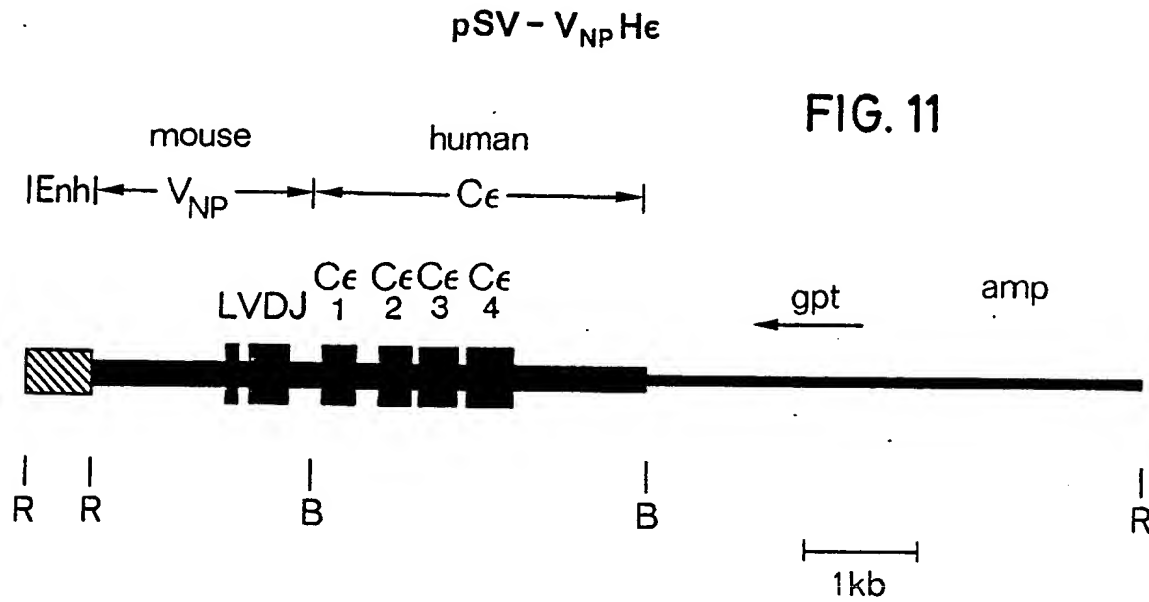 pSV – V_NP Hε
FIG. 11
mouse human
|Enh| V_NP Cε
Cε Cε Cε Cε
LVDJ 1 2 3 4
gpt amp
R R B B R
1kb